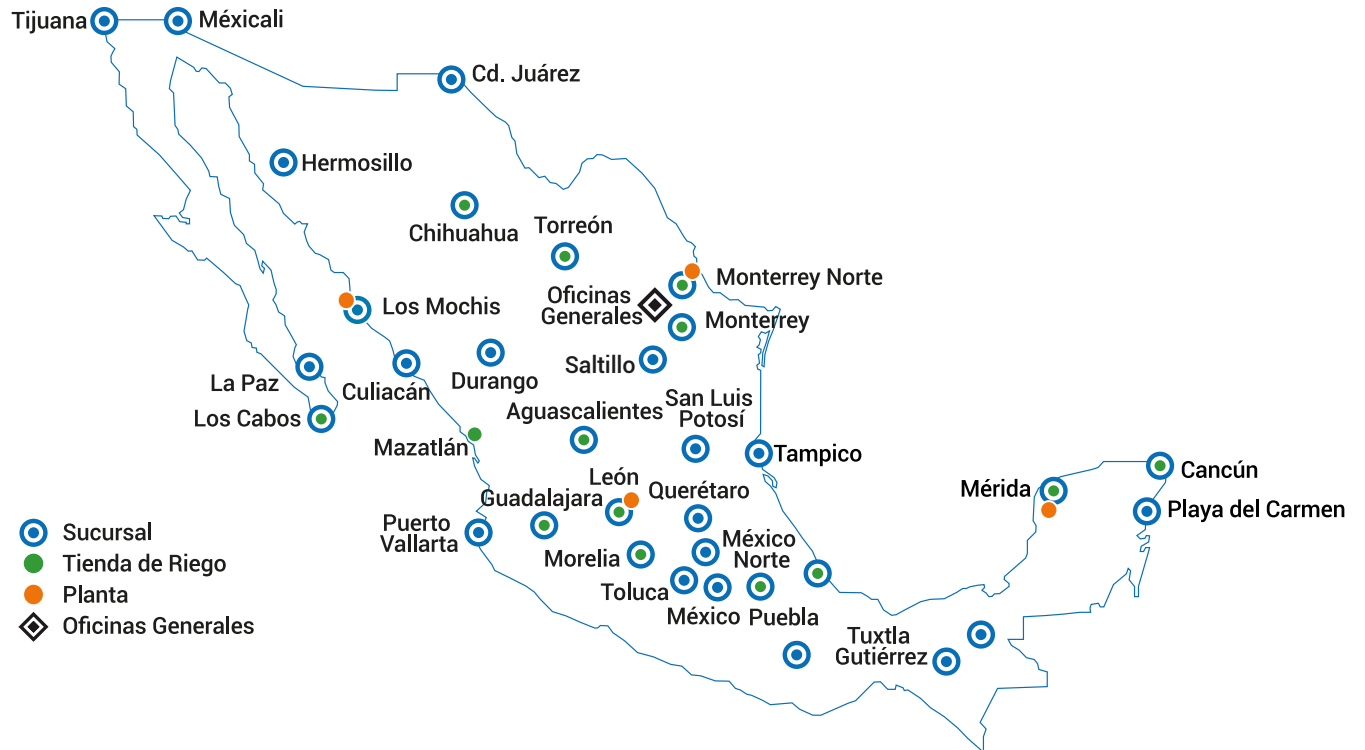 Tijuana
Méxicali
Cd. Juárez
Hermosillo
Chihuahua
Torreón
Monterrey Norte
Oficinas
Generales
Los Mochis
Monterrey
Saltillo
Durango
La Paz
Culiacán
San Luis
Potosí
Los Cabos
Aguascalientes
Mazatlán
Tampico
León
Cancún
Mérida
Querétaro
Guadalajara
Playa del Carmen
Puerto
Vallarta
México
Norte
Morelia
Toluca
México
Puebla
Tuxtla
Gutiérrez
Sucursal
Tienda de Riego
Planta
Oficinas Generales